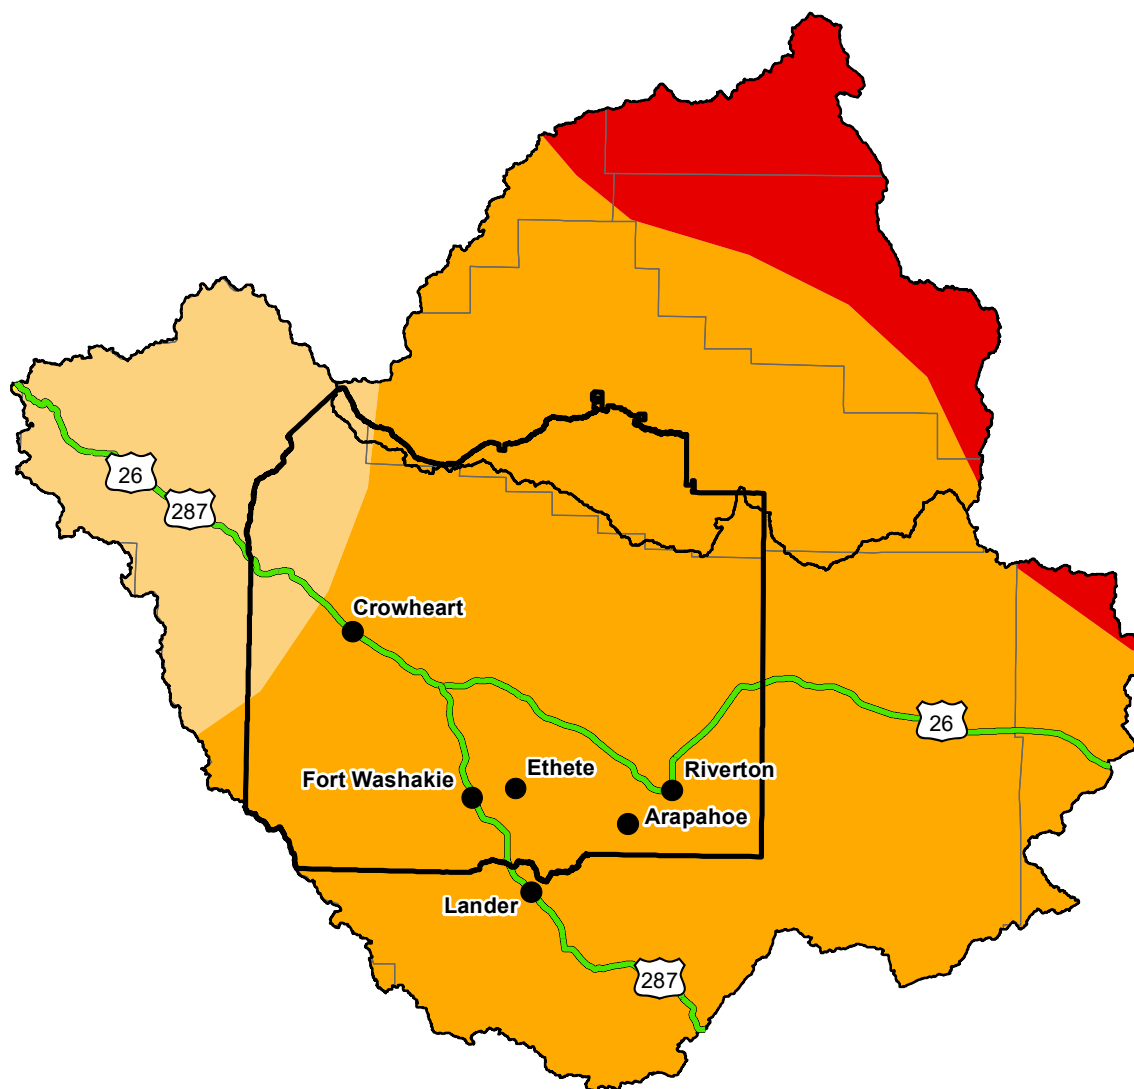 26
287
Crowheart
26
Ethete
Riverton
Fort Washakie
Arapahoe
Lander
287